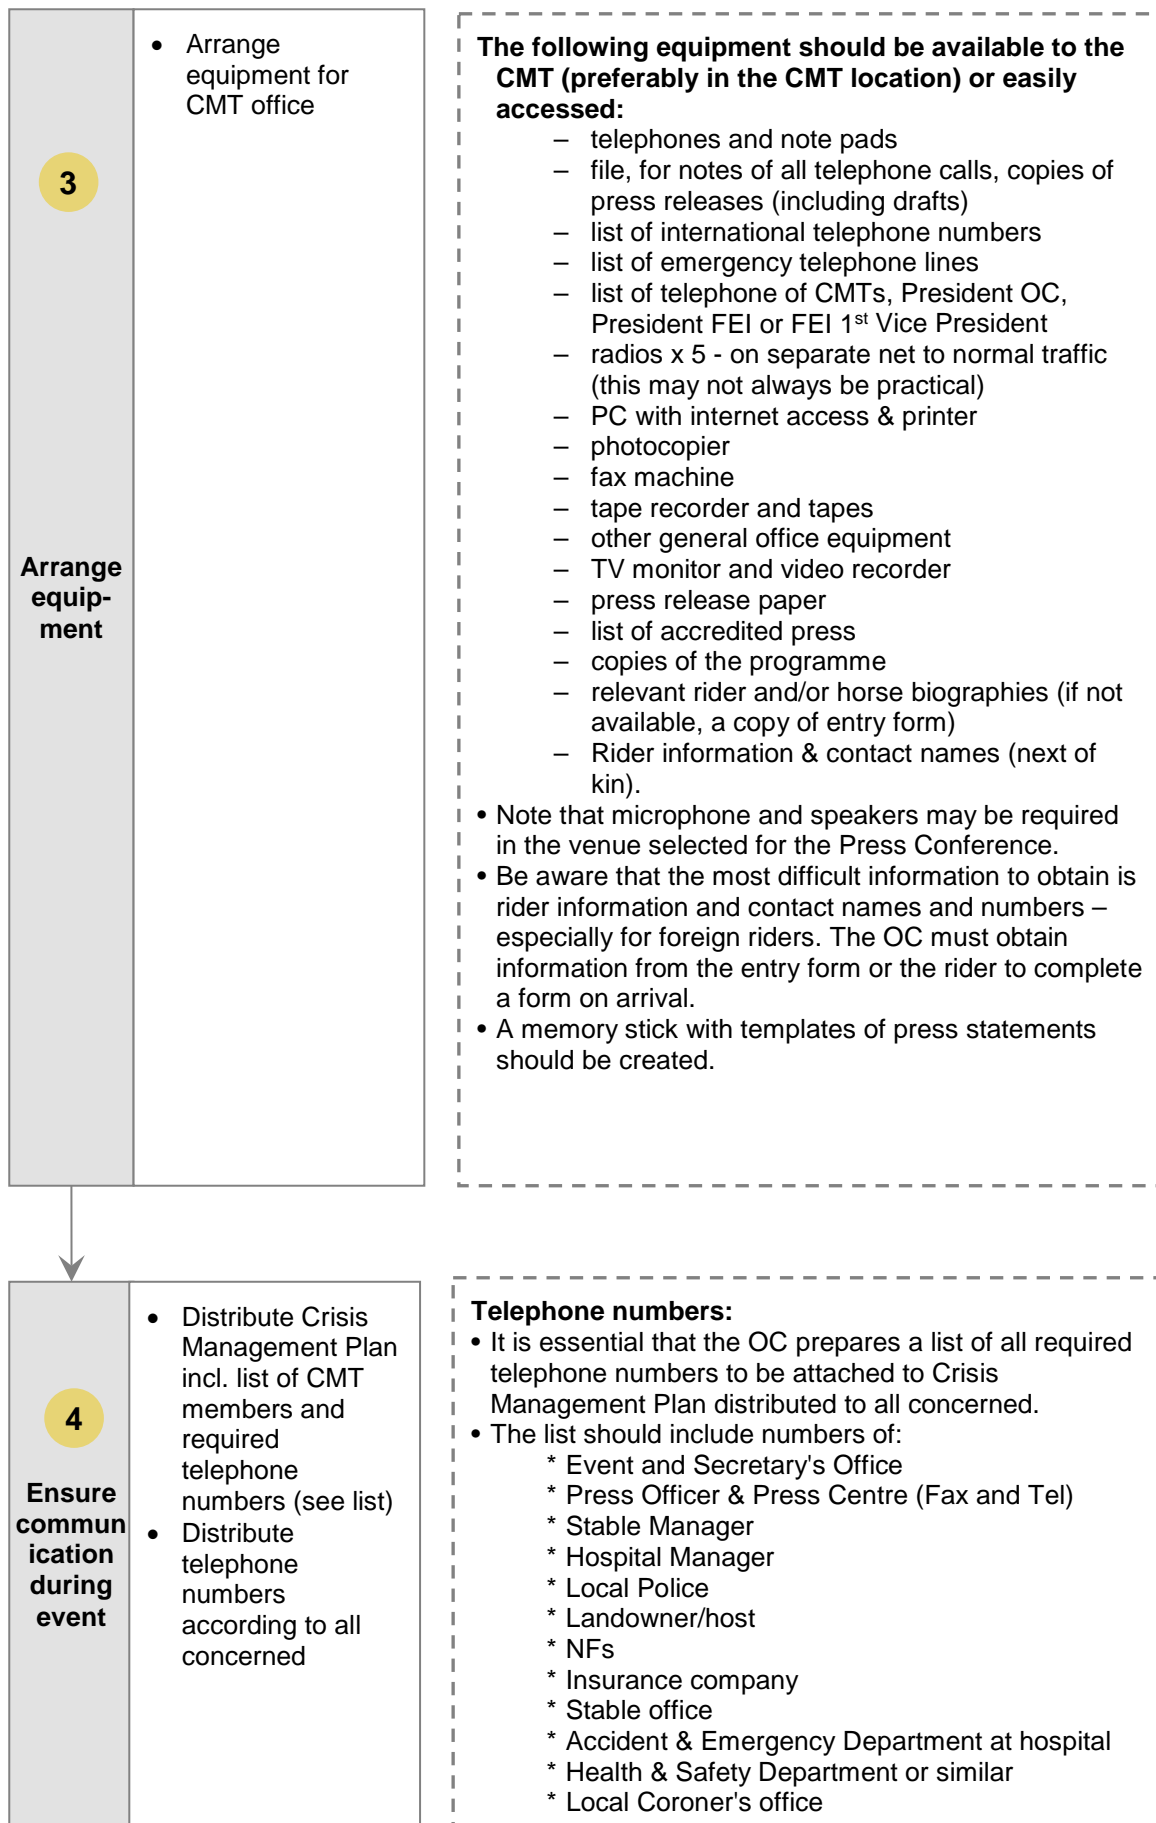 3
Arrange
equip-
ment
• Arrange
equipment for
CMT office
The following equipment should be available to the
CMT (preferably in the CMT location) or easily
accessed:
– telephones and note pads
– file, for notes of all telephone calls, copies of
press releases (including drafts)
– list of international telephone numbers
– list of emergency telephone lines
– list of telephone of CMTs, President OC,
President FEI or FEI 1st Vice President
– radios x 5 - on separate net to normal traffic
(this may not always be practical)
– PC with internet access & printer
– photocopier
– fax machine
– tape recorder and tapes
– other general office equipment
– TV monitor and video recorder
– press release paper
– list of accredited press
– copies of the programme
– relevant rider and/or horse biographies (if not
available, a copy of entry form)
– Rider information & contact names (next of
kin).
• Note that microphone and speakers may be required
in the venue selected for the Press Conference.
• Be aware that the most difficult information to obtain is
rider information and contact names and numbers –
especially for foreign riders. The OC must obtain
information from the entry form or the rider to complete
a form on arrival.
• A memory stick with templates of press statements
should be created.
4
Ensure
commun
ication
during
event
• Distribute Crisis
Management Plan
incl. list of CMT
members and
required
telephone
numbers (see list)
• Distribute
telephone
numbers
according to all
concerned
Telephone numbers:
• It is essential that the OC prepares a list of all required
telephone numbers to be attached to Crisis
Management Plan distributed to all concerned.
• The list should include numbers of:
* Event and Secretary's Office
* Press Officer & Press Centre (Fax and Tel)
* Stable Manager
* Hospital Manager
* Local Police
* Landowner/host
* NFs
* Insurance company
* Stable office
* Accident & Emergency Department at hospital
* Health & Safety Department or similar
* Local Coroner's office